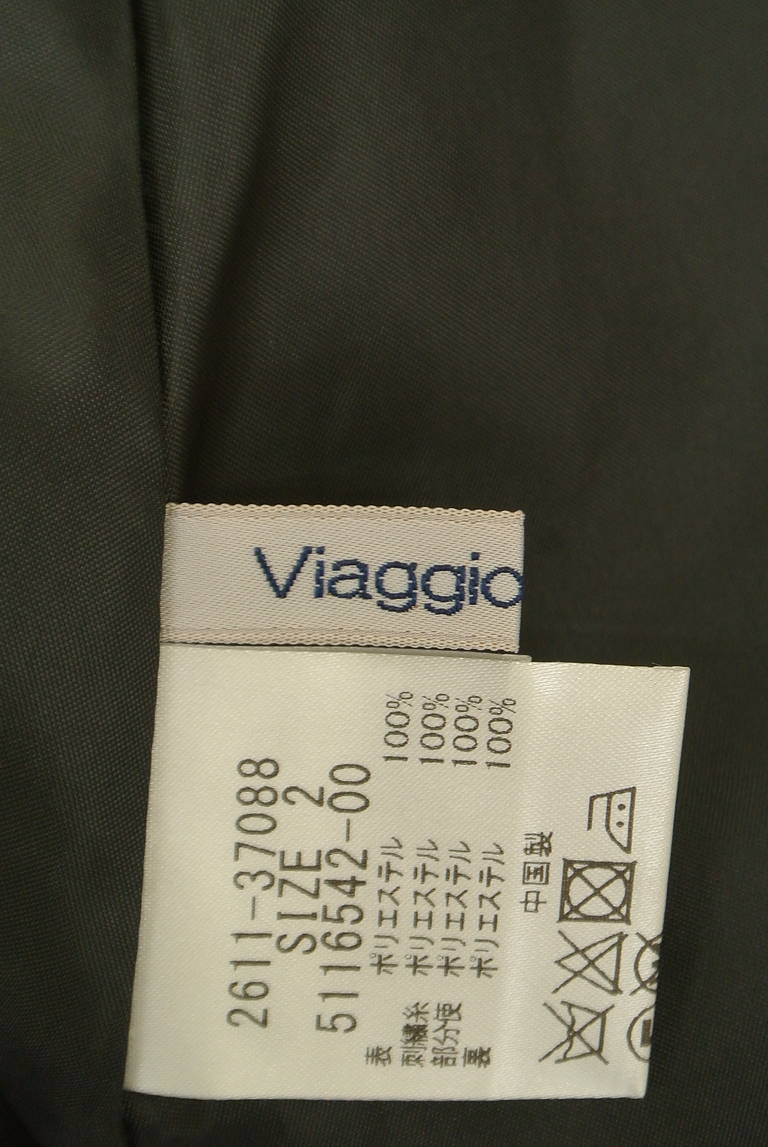 Viaggio
2611-37088
SIZE 2
5116542-00
表 ポリエステル 100%
刺繍糸 ポリエステル 100%
部分使 ポリエステル 100%
裏 ポリエステル 100%
中国製